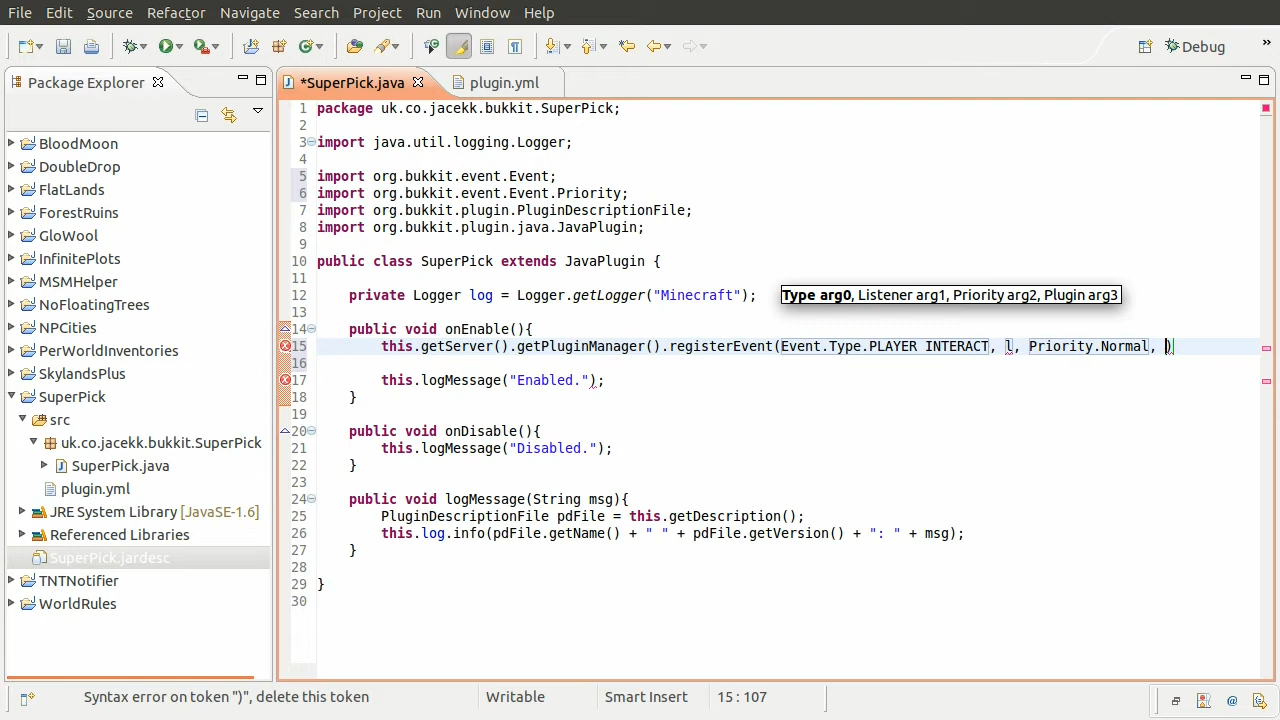 File Edit Source Refactor Navigate Search Project Run Window Help
Debug
»
Package Explorer
*SuperPick.java
plugin.yml
BloodMoon
DoubleDrop
FlatLands
ForestRuins
GloWool
InfinitePlots
MSMHelper
NoFloatingTrees
NPCities
PerWorldInventories
SkylandsPlus
SuperPick
src
uk.co.jacekk.bukkit.SuperPick
SuperPick.java
plugin.yml
JRE System Library [JavaSE-1.6]
Referenced Libraries
SuperPick.jardesc
TNTNotifier
WorldRules
1 package uk.co.jacekk.bukkit.SuperPick;
2
3 import java.util.logging.Logger;
4
5 import org.bukkit.event.Event;
6 import org.bukkit.event.Event.Priority;
7 import org.bukkit.plugin.PluginDescriptionFile;
8 import org.bukkit.plugin.java.JavaPlugin;
9
10 public class SuperPick extends JavaPlugin {
11
12 private Logger log = Logger.getLogger("Minecraft");
Type arg0, Listener arg1, Priority arg2, Plugin arg3
13
14 public void onEnable(){
15 this.getServer().getPluginManager().registerEvent(Event.Type.PLAYER_INTERACT, l, Priority.Normal, )
16
17 this.logMessage("Enabled.");
18 }
19
20 public void onDisable(){
21 this.logMessage("Disabled.");
22 }
23
24 public void logMessage(String msg){
25 PluginDescriptionFile pdFile = this.getDescription();
26 this.log.info(pdFile.getName() + " " + pdFile.getVersion() + ": " + msg);
27 }
28
29 }
30
Syntax error on token ")", delete this token
Writable
Smart Insert
15 : 107